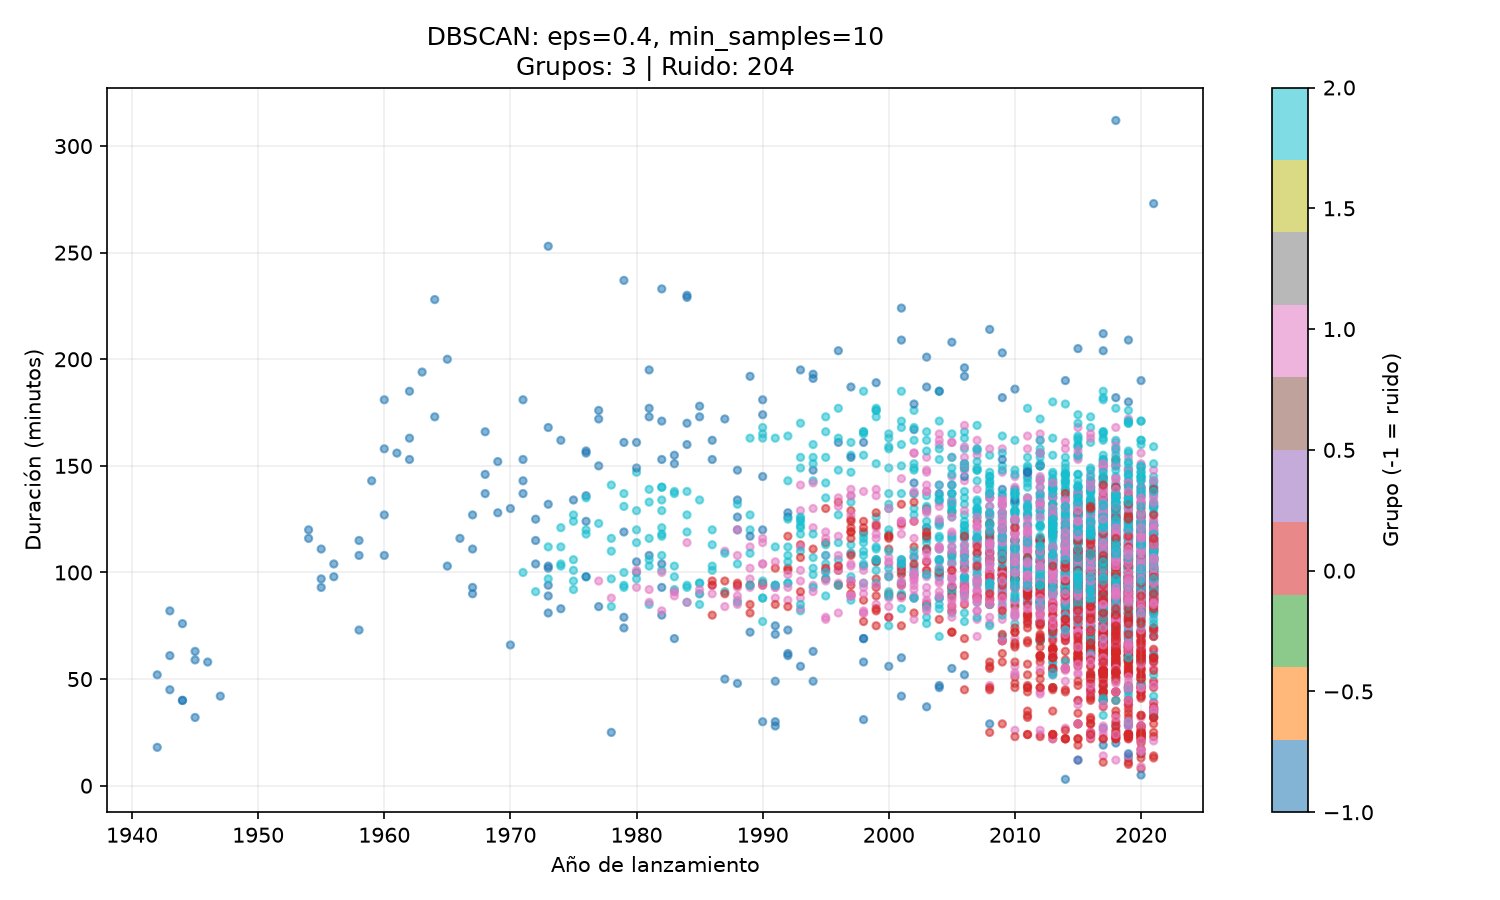 DBSCAN: eps=0.4, min_samples=10
Grupos: 3 | Ruido: 204
Duración (minutos)
300
250
200
150
100
50
0
1940 1950 1960 1970 1980 1990 2000 2010 2020
Año de lanzamiento
2.0
1.5
1.0
0.5
0.0
−0.5
−1.0
Grupo (-1 = ruido)